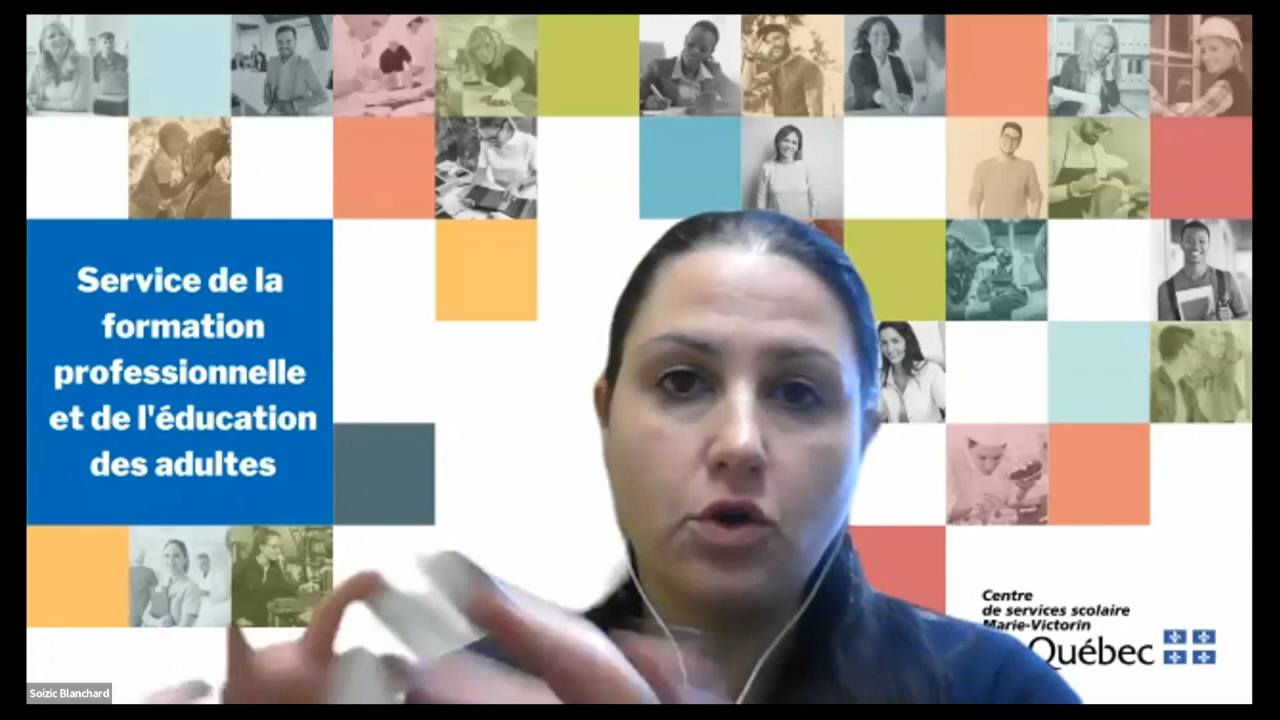 Service de la
formation
professionnelle
et de l'éducation
des adultes
Centre
de services scolaire
Marie-Victorin
Québec
Soizic Blanchard